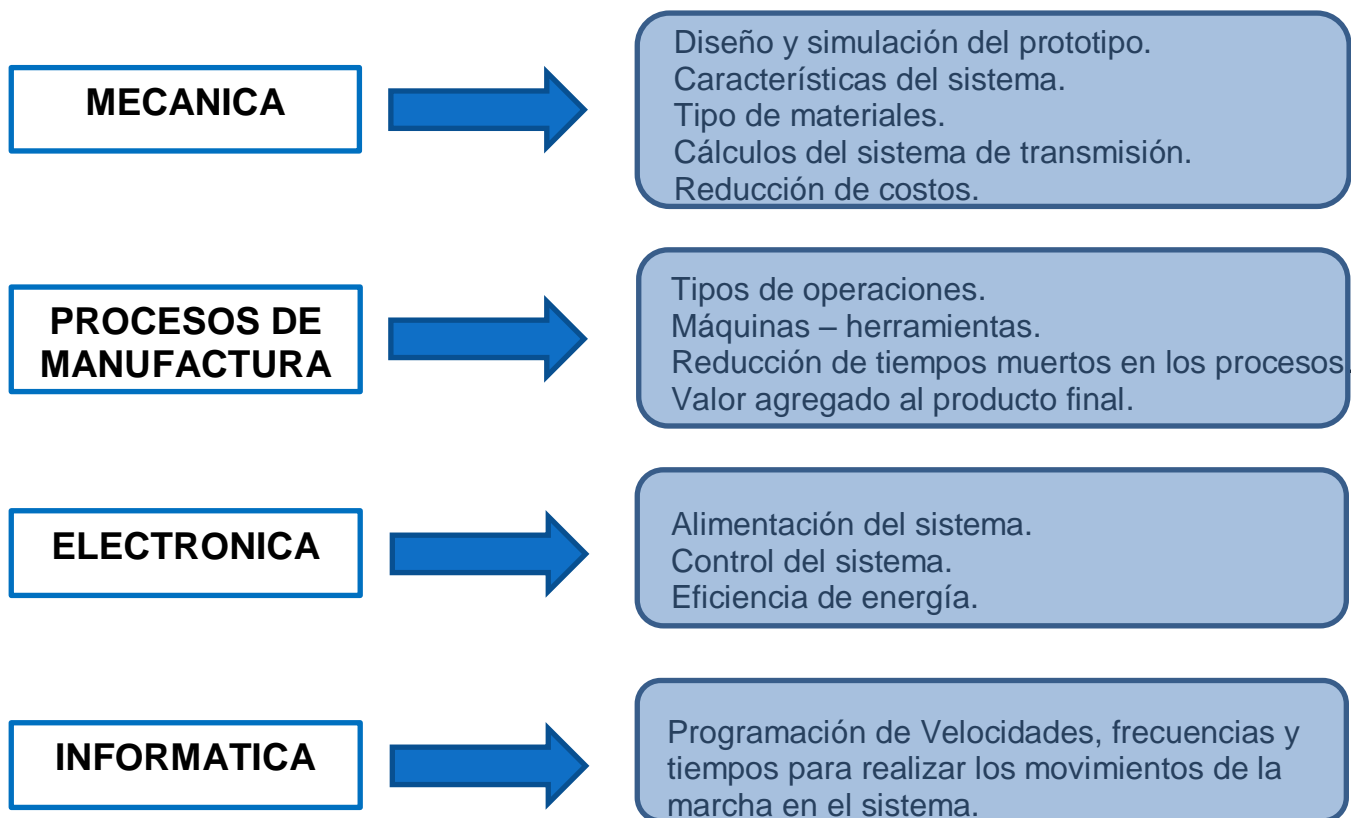 MECANICA
Diseño y simulación del prototipo.
Características del sistema.
Tipo de materiales.
Cálculos del sistema de transmisión.
Reducción de costos.
PROCESOS DE
MANUFACTURA
Tipos de operaciones.
Máquinas – herramientas.
Reducción de tiempos muertos en los procesos.
Valor agregado al producto final.
ELECTRONICA
Alimentación del sistema.
Control del sistema.
Eficiencia de energía.
INFORMATICA
Programación de Velocidades, frecuencias y
tiempos para realizar los movimientos de la
marcha en el sistema.